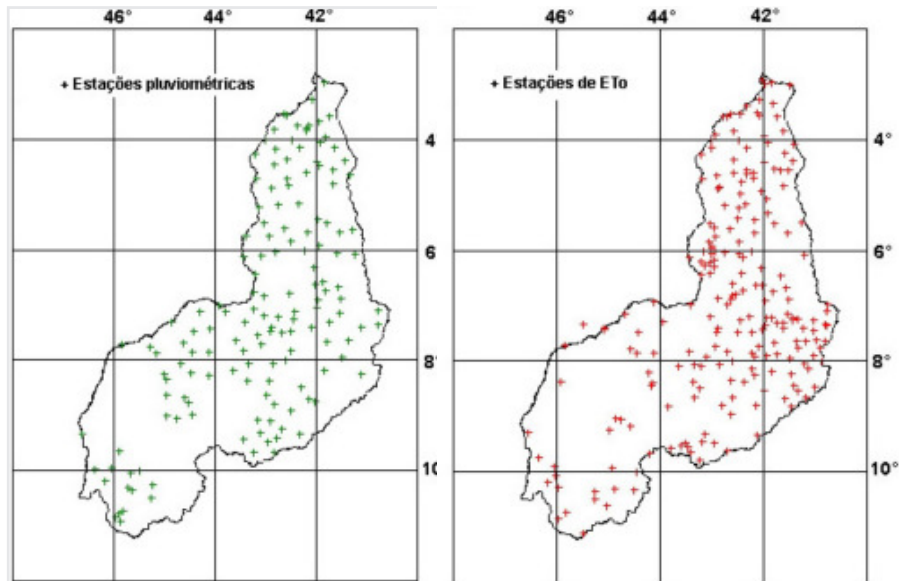 46° 44° 42° 44° 42°
46°
+ Estações pluviométricas
+ Estações de ETo
4° 4°
6° 6°
8° 8°
10 10°